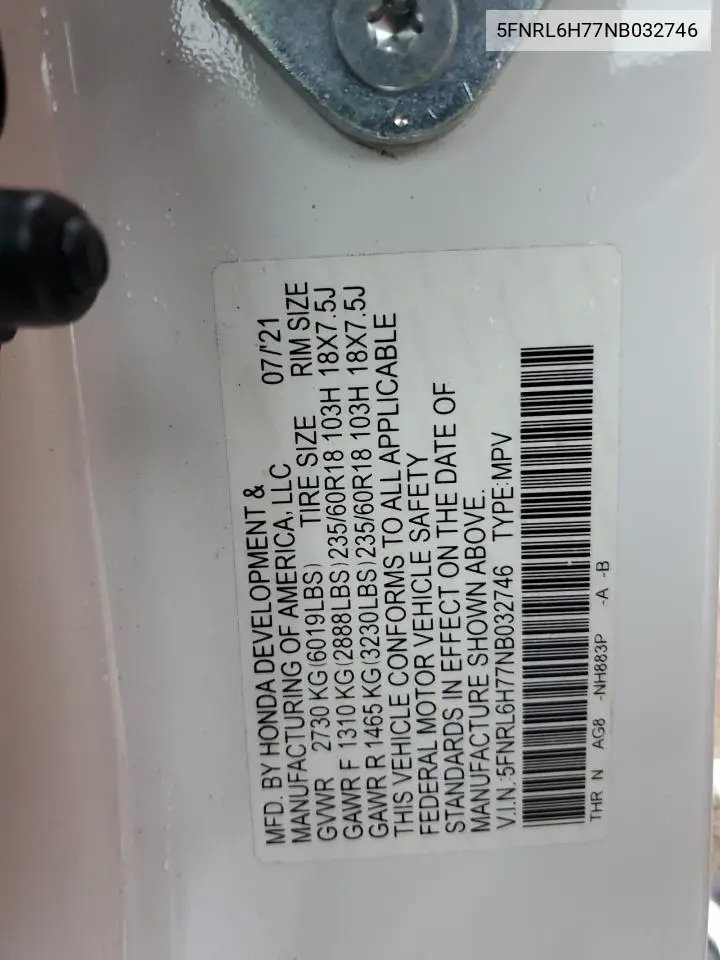 5FNRL6H77NB032746
MFD. BY HONDA DEVELOPMENT &
MANUFACTURING OF AMERICA, LLC 07/'21
GVWR 2730 KG (6019LBS) TIRE SIZE RIM SIZE
GAWR F 1310 KG (2888LBS) 235/60R18 103H 18X7.5J
GAWR R 1465 KG (3230LBS) 235/60R18 103H 18X7.5J
THIS VEHICLE CONFORMS TO ALL APPLICABLE
FEDERAL MOTOR VEHICLE SAFETY
STANDARDS IN EFFECT ON THE DATE OF
MANUFACTURE SHOWN ABOVE.
V.I.N.:5FNRL6H77NB032746 TYPE:MPV
THR N AG8 -NH883P -A -B